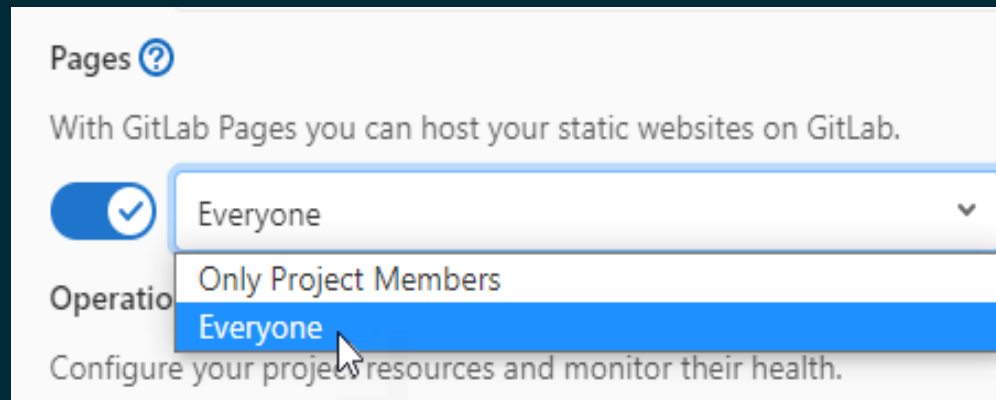 Pages ?
With GitLab Pages you can host your static websites on GitLab.
Everyone
Only Project Members
Operatio
Everyone
Configure your project resources and monitor their health.